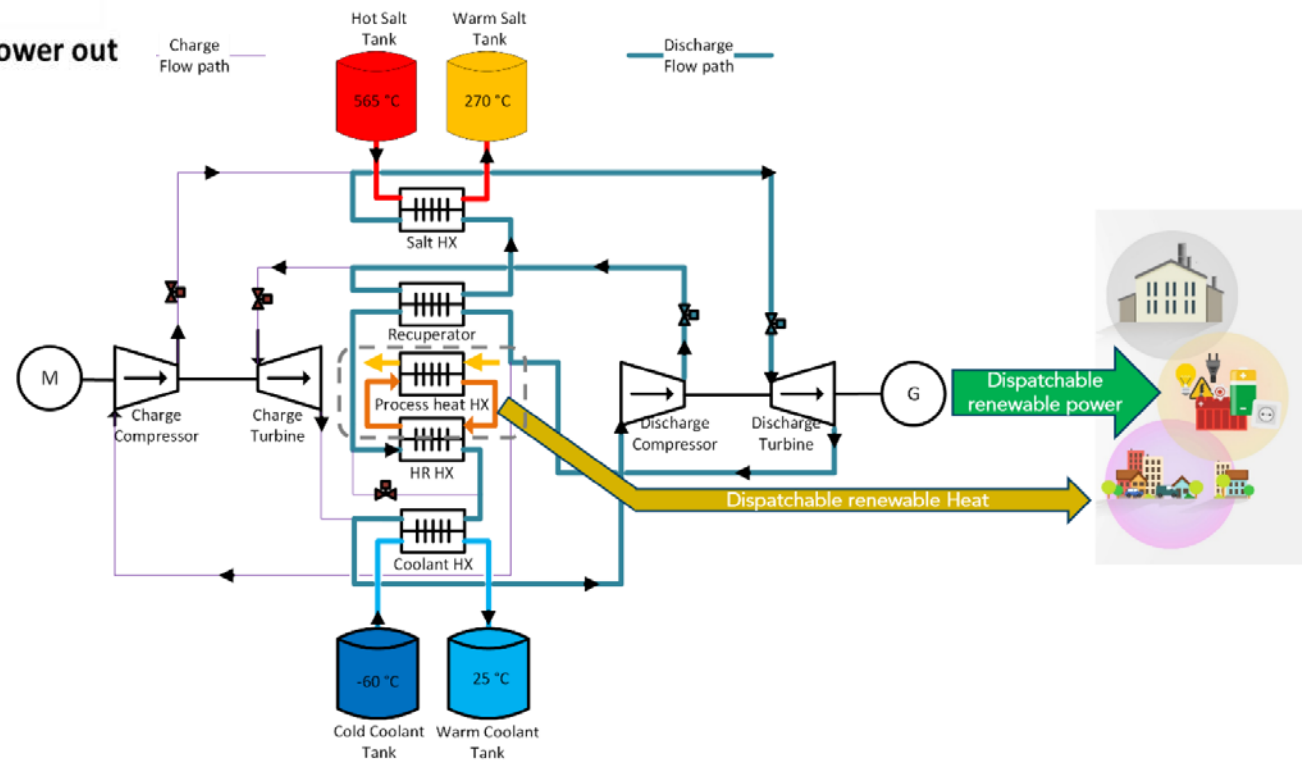 ower out
Charge
Flow path
Hot Salt
Tank
Warm Salt
Tank
Discharge
Flow path
565 °C
270 °C
Salt HX
Recuperator
Process heat HX
HR HX
Coolant HX
M
Charge
Compressor
Charge
Turbine
Discharge
Compressor
Discharge
Turbine
G
Dispatchable
renewable power
Dispatchable renewable Heat
-60 °C
25 °C
Cold Coolant
Tank
Warm Coolant
Tank